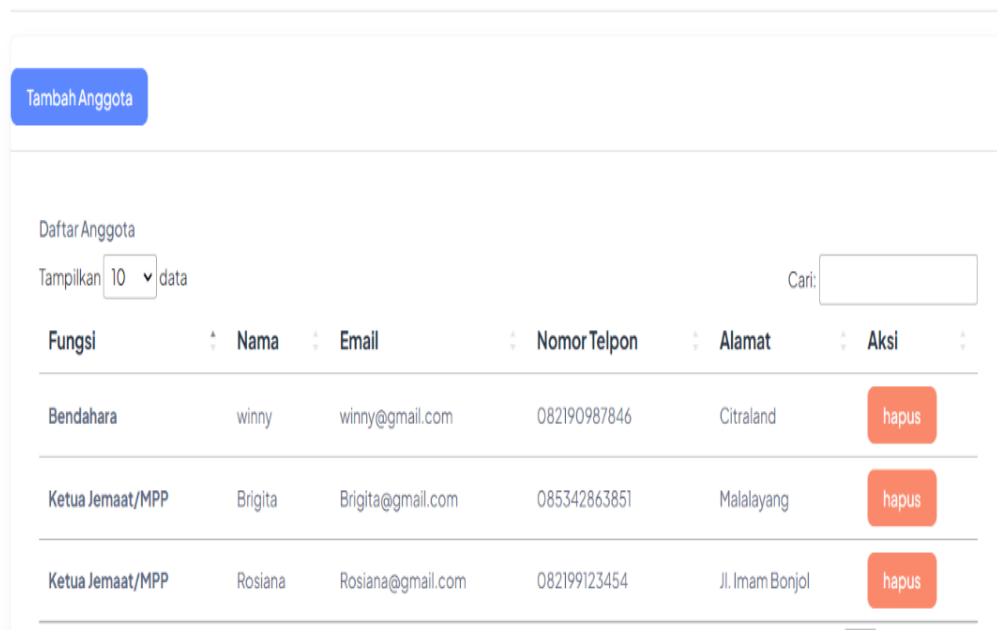 Tambah Anggota
Daftar Anggota
Tampilkan 10 data
Cari:
Fungsi Nama Email Nomor Telpon Alamat Aksi
Bendahara winny winny@gmail.com 082190987846 Citraland hapus
Ketua Jemaat/MPP Brigita Brigita@gmail.com 085342863851 Malalayang hapus
Ketua Jemaat/MPP Rosiana Rosiana@gmail.com 082199123454 Jl. Imam Bonjol hapus